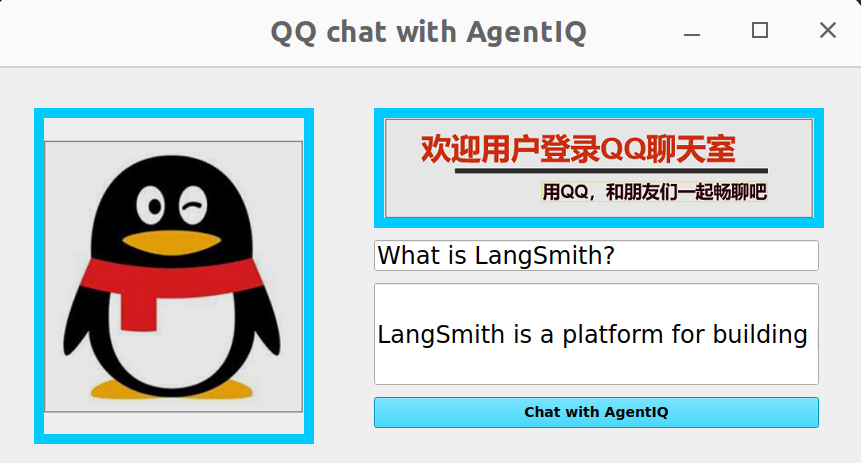 QQ chat with AgentIQ
欢迎用户登录QQ聊天室
用QQ，和朋友们一起畅聊吧
What is LangSmith?
LangSmith is a platform for building
Chat with AgentIQ